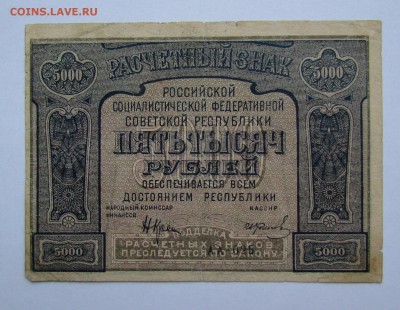 COINS.LAVE.RU
5000 РАСЧЕТНЫЙ ЗНАК 5000
РОССИЙСКОЙ
СОЦИАЛИСТИЧЕСКОЙ ФЕДЕРАТИВНОЙ
СОВЕТСКОЙ РЕСПУБЛИКИ
ПЯТЬ ТЫСЯЧ
РУБЛЕЙ
ОБЕСПЕЧИВАЕТСЯ ВСЕМ
ДОСТОЯНИЕМ РЕСПУБЛИКИ
НАРОДНЫЙ КОМИССАР КАССИР
ФИНАНСОВ
5000 ПОДДЕЛКА 5000
РАСЧЕТНЫХ ЗНАКОВ
ПРЕСЛЕДУЕТСЯ ПО ЗАКОНУ